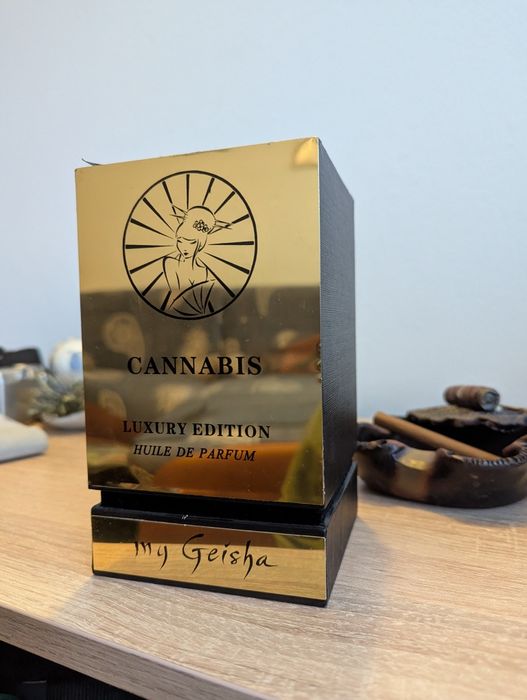 CANNABIS
LUXURY EDITION
HUILE DE PARFUM
My Geisha